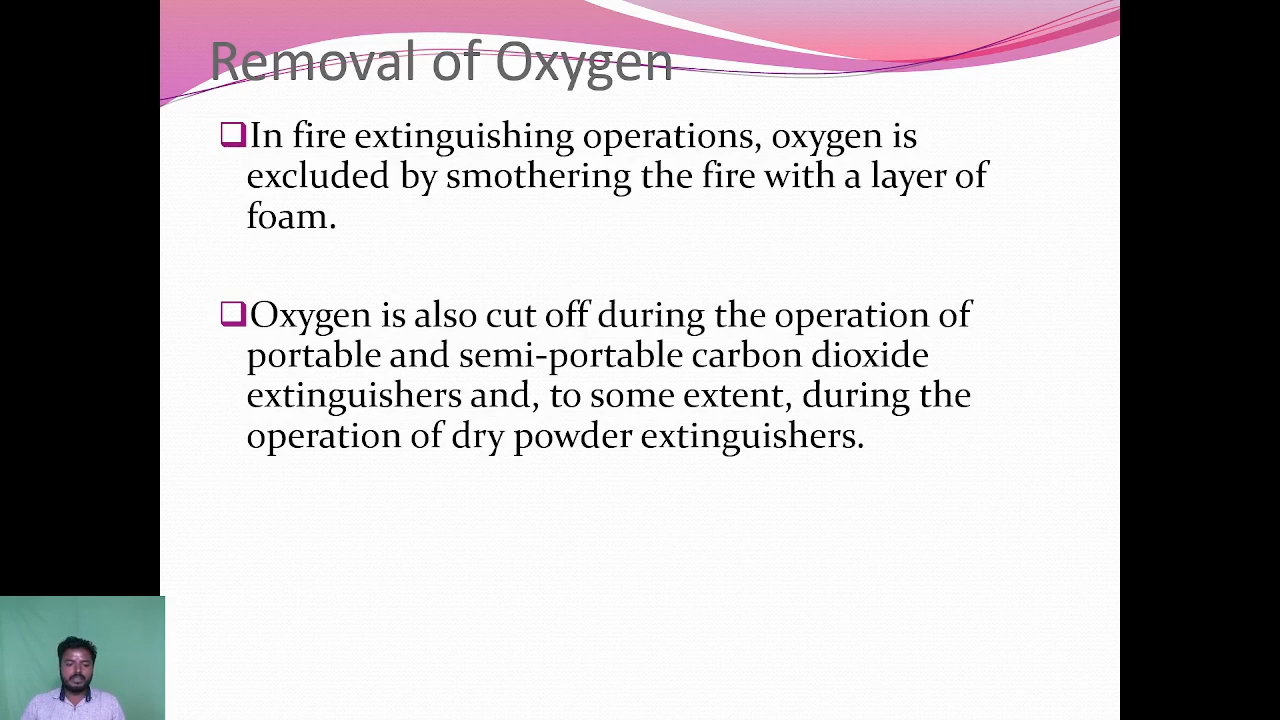 Removal of Oxygen
In fire extinguishing operations, oxygen is
excluded by smothering the fire with a layer of
foam.
Oxygen is also cut off during the operation of
portable and semi-portable carbon dioxide
extinguishers and, to some extent, during the
operation of dry powder extinguishers.